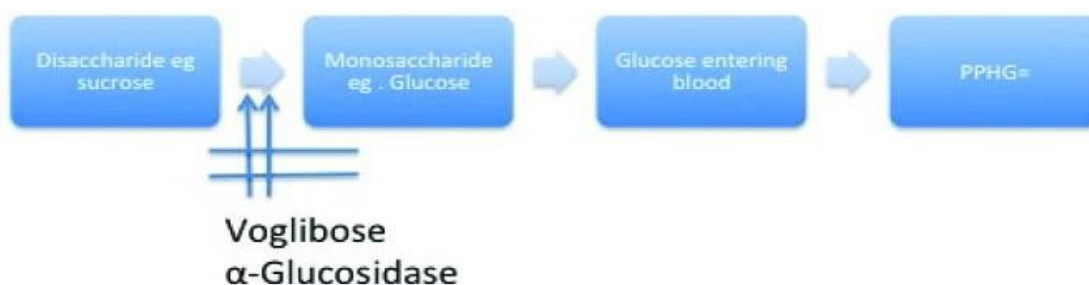 Disaccharide eg
sucrose
Monosaccharide
eg . Glucose
Glucose entering
blood
PPHG=
Voglibose
α-Glucosidase